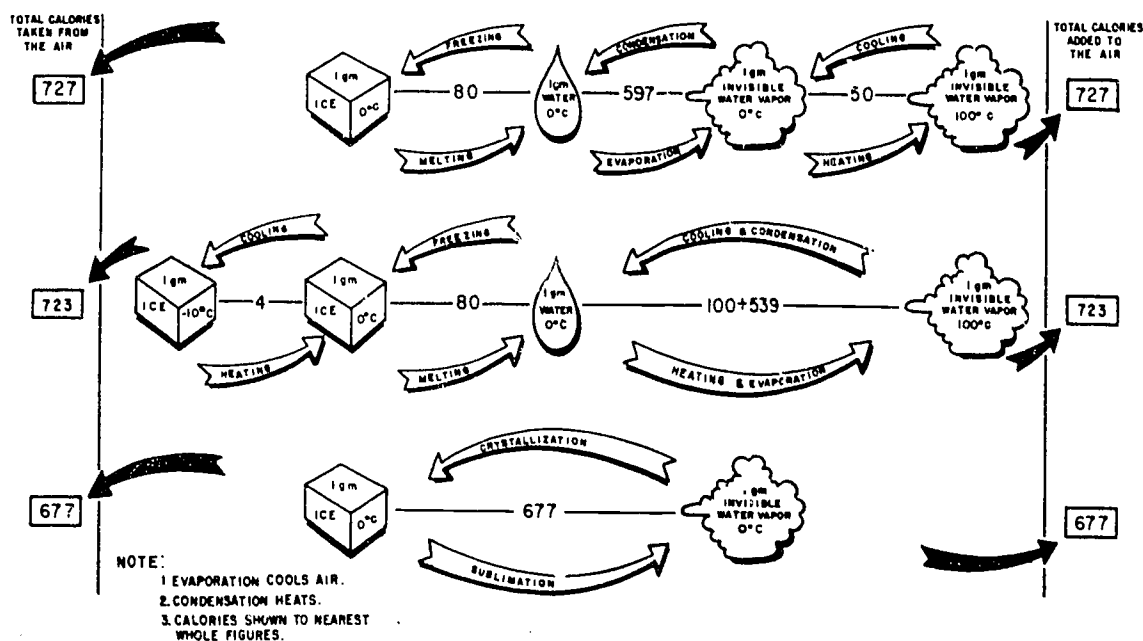 TOTAL CALORIES
TAKEN FROM
THE AIR
TOTAL CALORIES
ADDED TO
THE AIR
FREEZING
CONDENSATION
COOLING
727
1 gm
ICE
0°C
80
1gm
WATER
0°C
597
1 gm
INVISIBLE
WATER VAPOR
0°C
50
1 gm
INVISIBLE
WATER VAPOR
100°C
727
MELTING
EVAPORATION
HEATING
COOLING
FREEZING
COOLING & CONDENSATION
723
1 gm
ICE
-10°C
4
1 gm
ICE
0°C
80
1gm
WATER
0°C
100+539
1 gm
INVISIBLE
WATER VAPOR
100°C
723
HEATING
MELTING
HEATING & EVAPORATION
CRYSTALLIZATION
677
1 gm
ICE
0°C
677
1 gm
INVISIBLE
WATER VAPOR
0°C
677
SUBLIMATION
NOTE:
1 EVAPORATION COOLS AIR.
2. CONDENSATION HEATS.
3. CALORIES SHOWN TO NEAREST
WHOLE FIGURES.